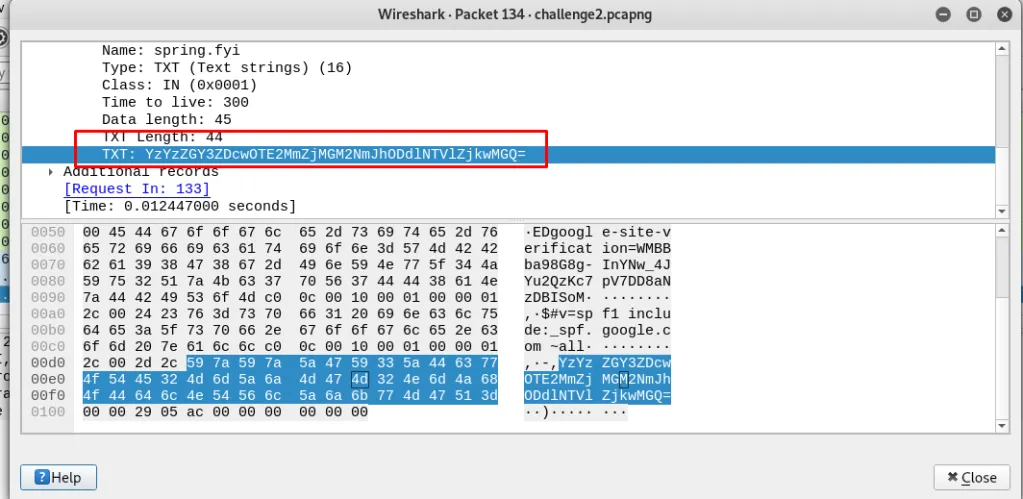 Wireshark · Packet 134 · challenge2.pcapng
Name: spring.fyi
Type: TXT (Text strings) (16)
Class: IN (0x0001)
Time to live: 300
Data length: 45
TXT Length: 44
TXT: YzYzZGY3ZDcwOTE2MmZjMGM2NmJhODdlNTVlZjkwMGQ=
Additional records
[Request In: 133]
[Time: 0.012447000 seconds]
0050 00 45 44 67 6f 6f 67 6c 65 2d 73 69 74 65 2d 76 ·EDgoogl e-site-v
0060 65 72 69 66 69 63 61 74 69 6f 6e 3d 57 4d 42 42 erificat ion=WMBB
0070 62 61 39 38 47 38 67 2d 49 6e 59 4e 77 5f 34 4a ba98G8g- InYNw_4J
0080 59 75 32 51 7a 4b 63 37 70 56 37 44 44 38 61 4e Yu2QzKc7 pV7DD8aN
0090 7a 44 42 49 53 6f 4d c0 0c 00 10 00 01 00 00 01 zDBISoM· ········
00a0 2c 00 24 23 76 3d 73 70 66 31 20 69 6e 63 6c 75 ,·$#v=sp f1 inclu
00b0 64 65 3a 5f 73 70 66 2e 67 6f 6f 67 6c 65 2e 63 de:_spf. google.c
00c0 6f 6d 20 7e 61 6c 6c c0 0c 00 10 00 01 00 00 01 om ~all· ········
00d0 2c 00 2d 2c 59 7a 59 7a 5a 47 59 33 5a 44 63 77 ,·-,YzYz ZGY3ZDcw
00e0 4f 54 45 32 4d 6d 5a 6a 4d 47 4d 32 4e 6d 4a 68 OTE2MmZj MGM2NmJh
00f0 4f 44 64 6c 4e 54 56 6c 5a 6a 6b 77 4d 47 51 3d ODdlNTVl ZjkwMGQ=
0100 00 00 29 05 ac 00 00 00 00 00 00 ··)····· ···
Help
Close